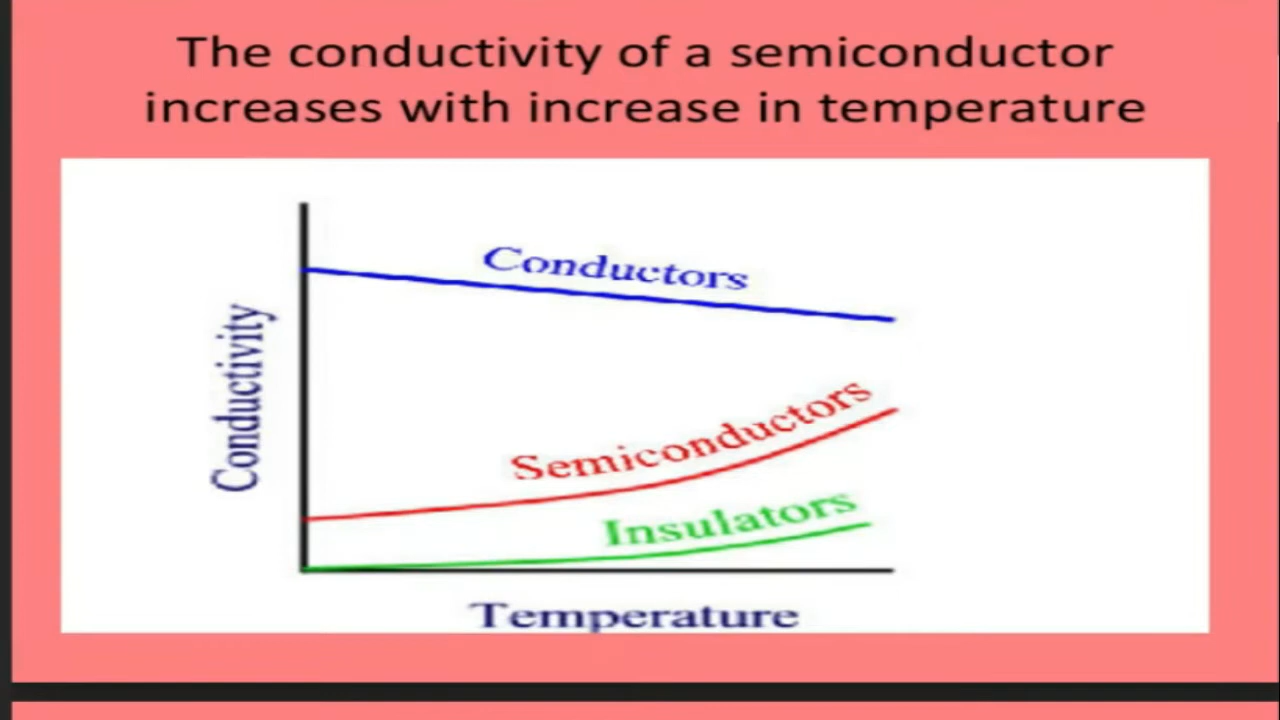 The conductivity of a semiconductor
increases with increase in temperature
Conductors
Conductivity
Semiconductors
Insulators
Temperature